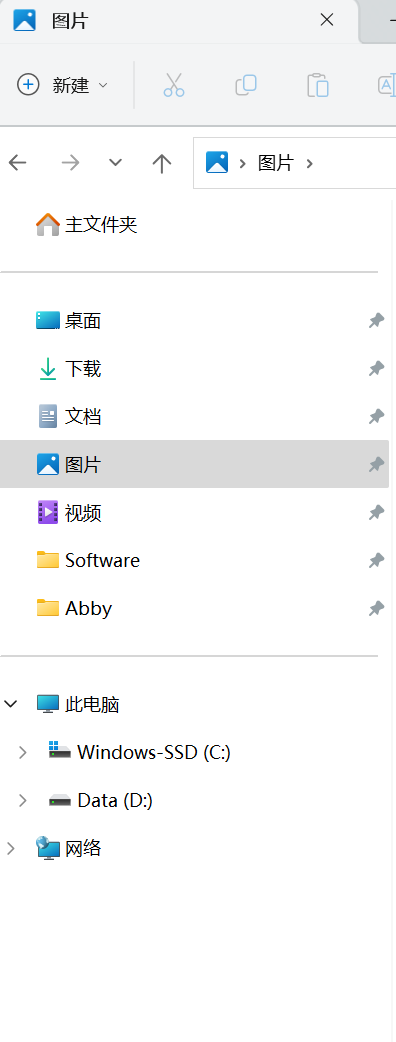 图片
新建
图片
主文件夹
桌面
下载
文档
图片
视频
Software
Abby
此电脑
Windows-SSD (C:)
Data (D:)
网络